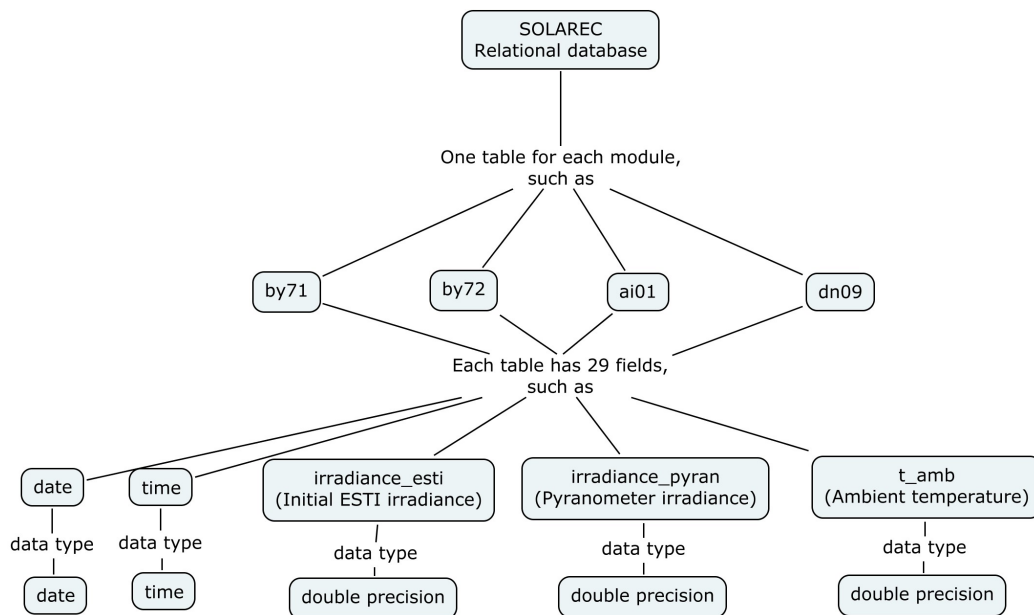 SOLAREC
Relational database
One table for each module,
such as
by71
by72
ai01
dn09
Each table has 29 fields,
such as
date
time
irradiance_esti
(Initial ESTI irradiance)
irradiance_pyran
(Pyranometer irradiance)
t_amb
(Ambient temperature)
data type
data type
data type
data type
data type
date
time
double precision
double precision
double precision